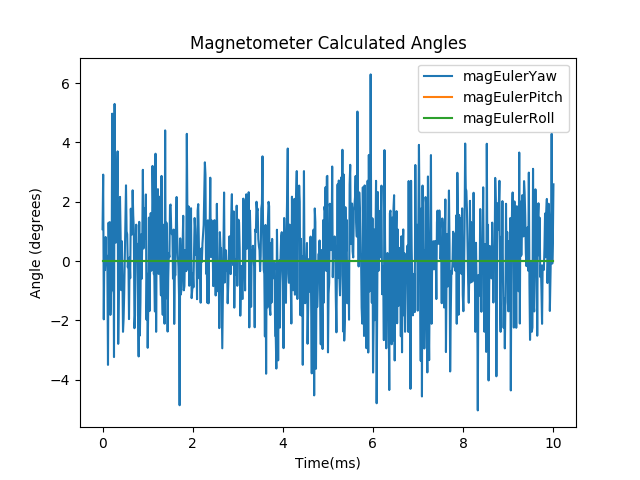 Magnetometer Calculated Angles
magEulerYaw
magEulerPitch
magEulerRoll
Angle (degrees)
6
4
2
0
−2
−4
0 2 4 6 8 10
Time(ms)